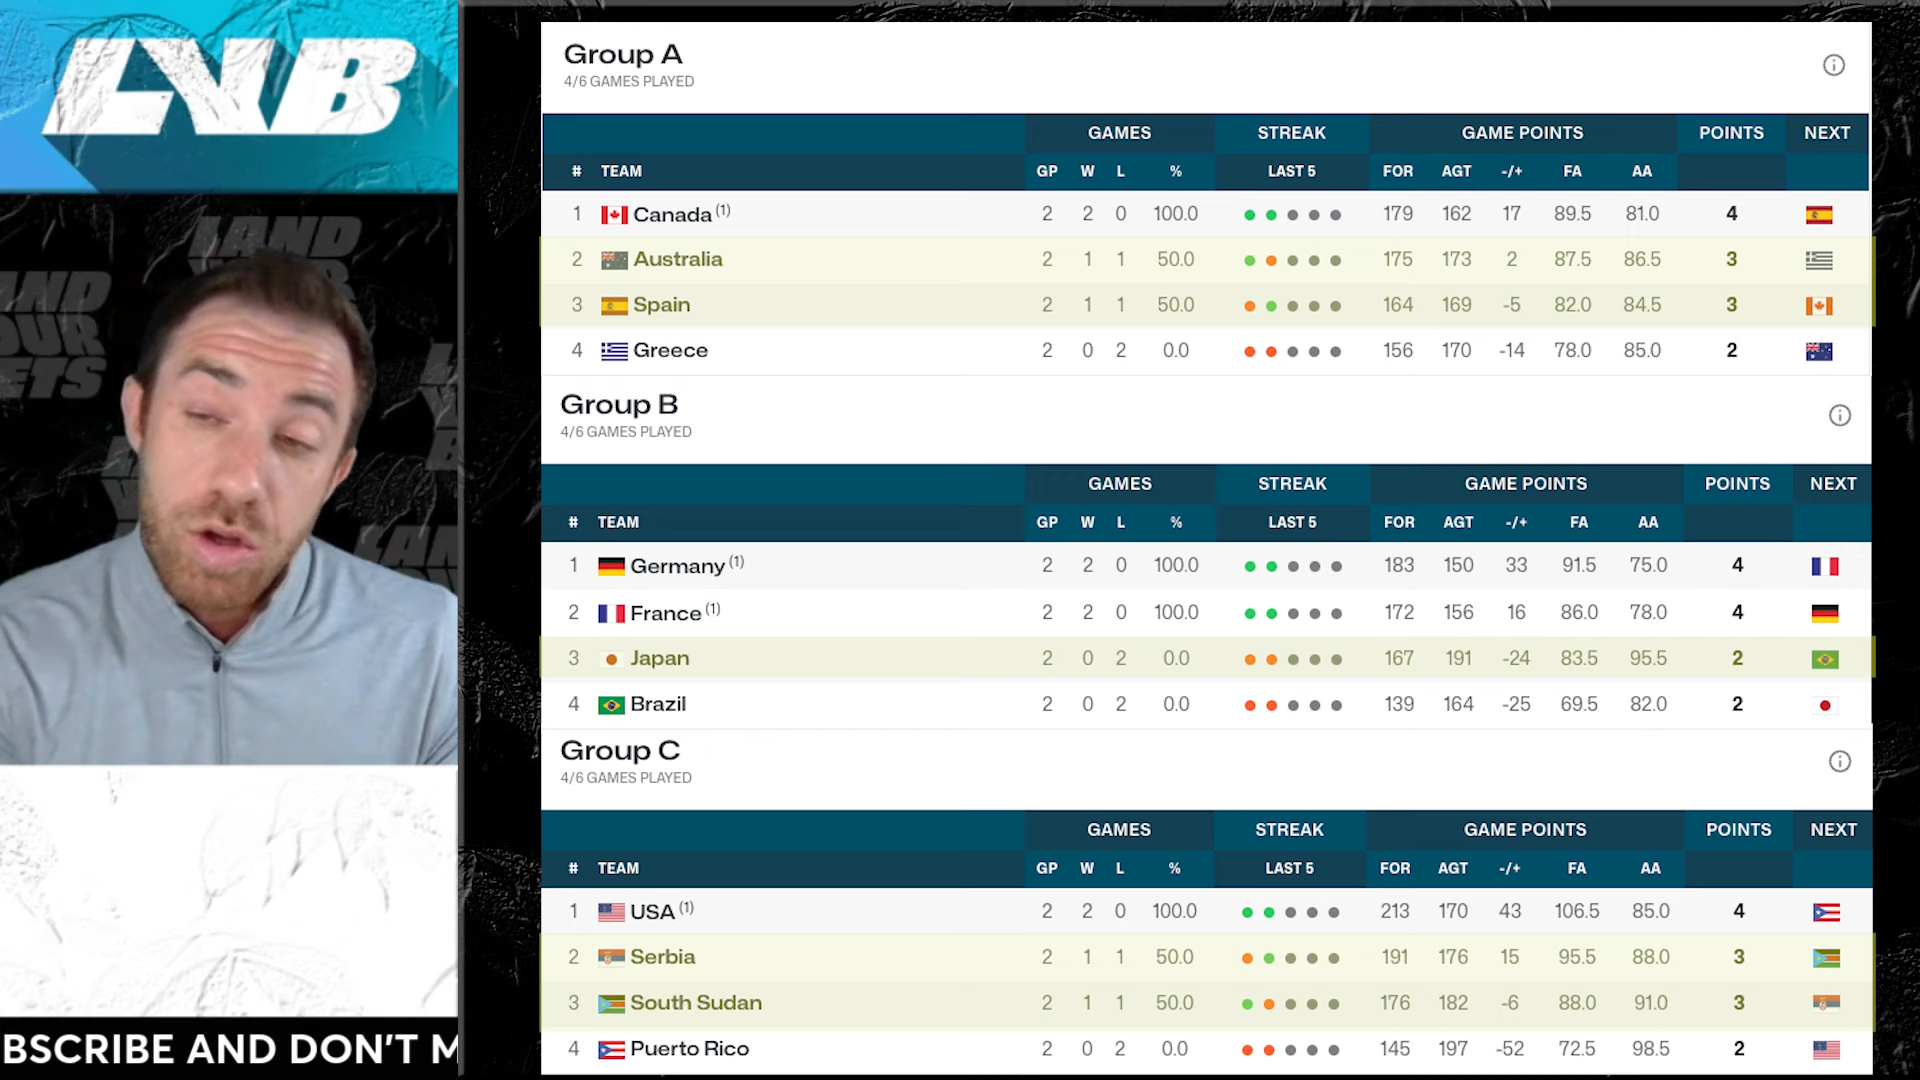 LYB
LAND
YOUR
BETS
LAND
Group A
4/6 GAMES PLAYED
GAMES STREAK GAME POINTS POINTS NEXT
# TEAM GP W L % LAST 5 FOR AGT -/+ FA AA
1 Canada (1) 2 2 0 100.0 179 162 17 89.5 81.0 4
2 Australia 2 1 1 50.0 175 173 2 87.5 86.5 3
3 Spain 2 1 1 50.0 164 169 -5 82.0 84.5 3
4 Greece 2 0 2 0.0 156 170 -14 78.0 85.0 2
Group B
4/6 GAMES PLAYED
GAMES STREAK GAME POINTS POINTS NEXT
# TEAM GP W L % LAST 5 FOR AGT -/+ FA AA
1 Germany (1) 2 2 0 100.0 183 150 33 91.5 75.0 4
2 France (1) 2 2 0 100.0 172 156 16 86.0 78.0 4
3 Japan 2 0 2 0.0 167 191 -24 83.5 95.5 2
4 Brazil 2 0 2 0.0 139 164 -25 69.5 82.0 2
Group C
4/6 GAMES PLAYED
GAMES STREAK GAME POINTS POINTS NEXT
# TEAM GP W L % LAST 5 FOR AGT -/+ FA AA
1 USA (1) 2 2 0 100.0 213 170 43 106.5 85.0 4
2 Serbia 2 1 1 50.0 191 176 15 95.5 88.0 3
3 South Sudan 2 1 1 50.0 176 182 -6 88.0 91.0 3
4 Puerto Rico 2 0 2 0.0 145 197 -52 72.5 98.5 2
BSCRIBE AND DON'T M